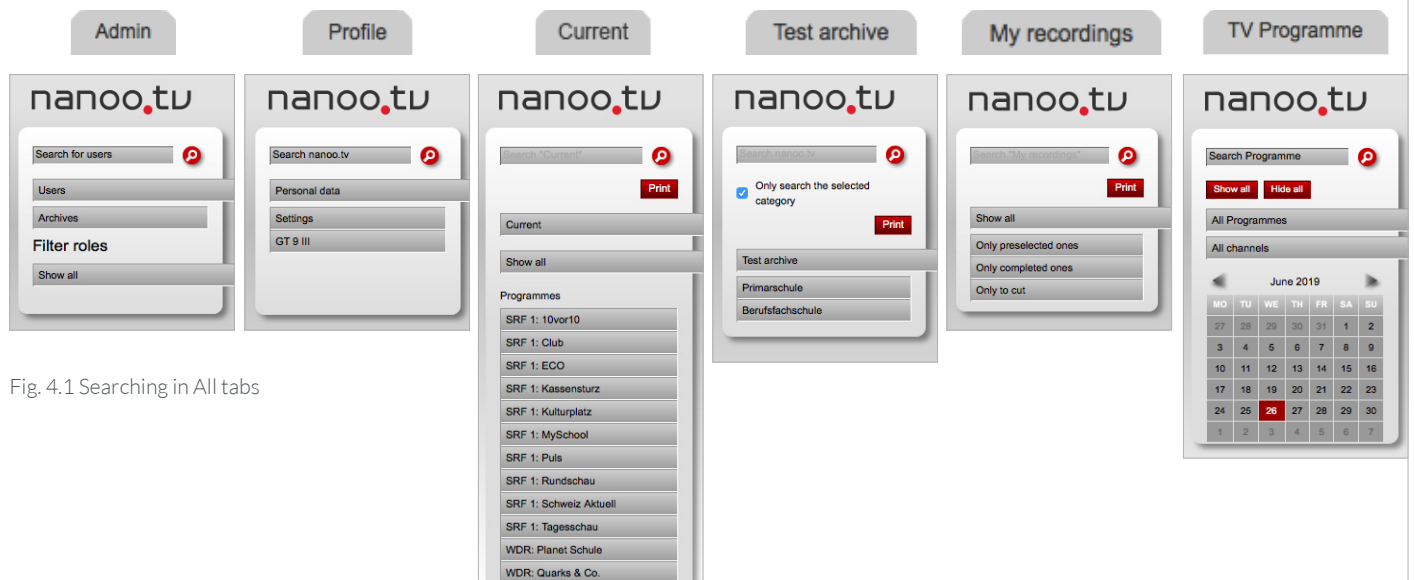 Admin
Profile
Current
Test archive
My recordings
TV Programme
nanoo.tv
Search for users
Users
Archives
Filter roles
Show all
nanoo.tv
Search nanoo.tv
Personal data
Settings
GT 9 III
nanoo.tv
Search "Current"
Print
Current
Show all
Programmes
SRF 1: 10vor10
SRF 1: Club
SRF 1: ECO
SRF 1: Kassensturz
SRF 1: Kulturplatz
SRF 1: MySchool
SRF 1: Puls
SRF 1: Rundschau
SRF 1: Schweiz Aktuell
SRF 1: Tagesschau
WDR: Planet Schule
WDR: Quarks & Co.
nanoo.tv
Search nanoo.tv
Only search the selected
category
Print
Test archive
Primarschule
Berufsfachschule
nanoo.tv
Search "My recordings"
Print
Show all
Only preselected ones
Only completed ones
Only to cut
nanoo.tv
Search Programme
Show all Hide all
All Programmes
All channels
June 2019
MO TU WE TH FR SA SU
27 28 29 30 31 1 2
3 4 5 6 7 8 9
10 11 12 13 14 15 16
17 18 19 20 21 22 23
24 25 26 27 28 29 30
1 2 3 4 5 6 7
Fig. 4.1 Searching in All tabs